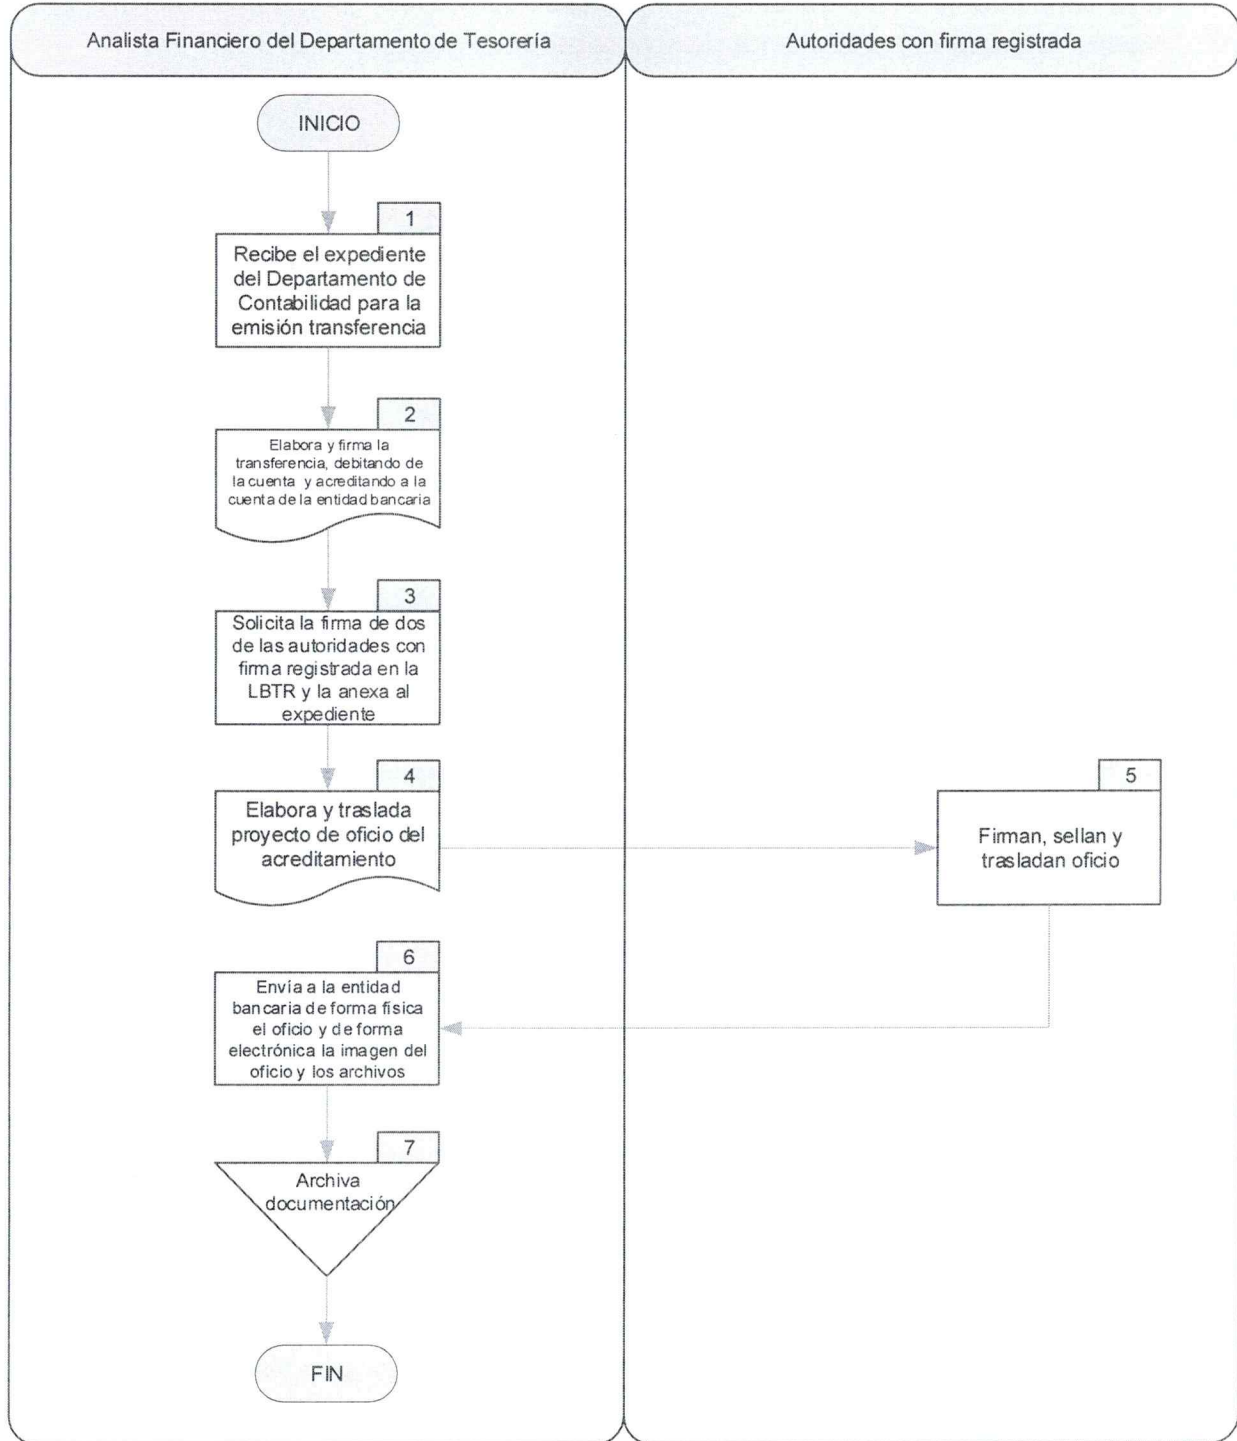 Analista Financiero del Departamento de Tesorería
Autoridades con firma registrada
INICIO
1
Recibe el expediente
del Departamento de
Contabilidad para la
emisión transferencia
2
Elabora y firma la
transferencia, debitando de
la cuenta y acreditando a la
cuenta de la entidad bancaria
3
Solicita la firma de dos
de las autoridades con
firma registrada en la
LBTR y la anexa al
expediente
4
Elabora y traslada
proyecto de oficio del
acreditamiento
5
Firman, sellan y
trasladan oficio
6
Envía a la entidad
bancaria de forma física
el oficio y de forma
electrónica la imagen del
oficio y los archivos
7
Archiva
documentación
FIN